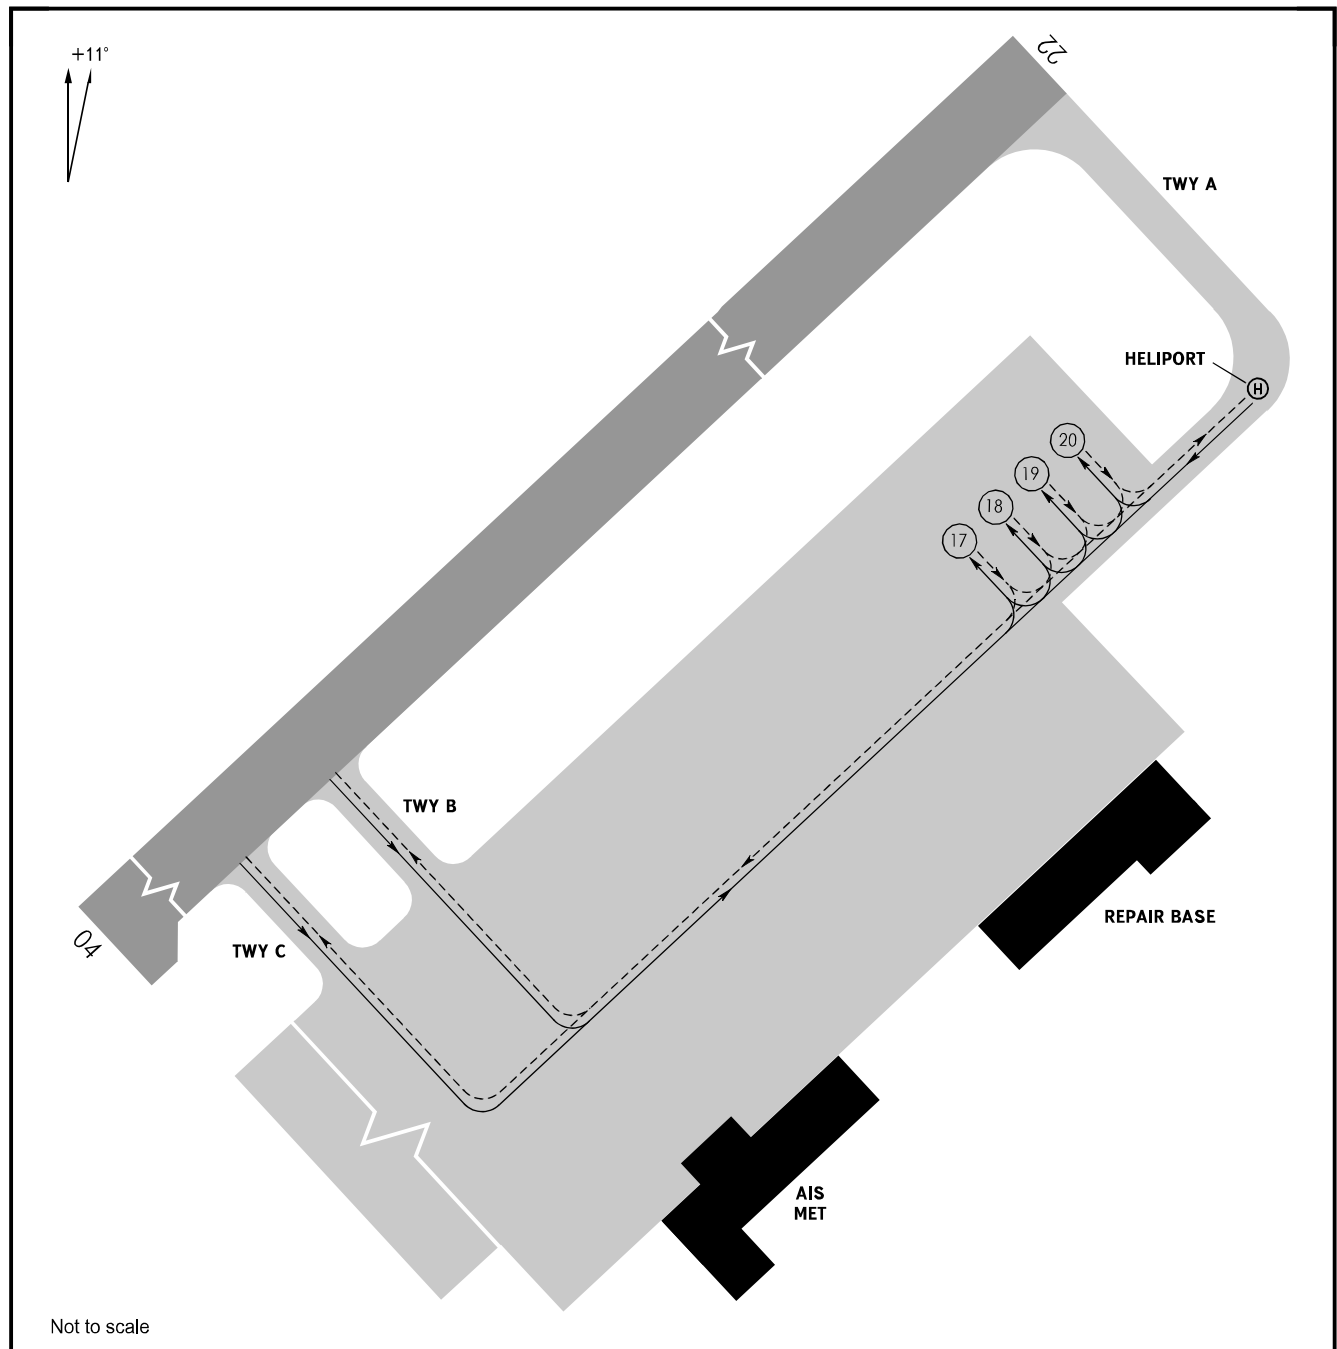 +11°
22
TWY A
HELIPORT
H
20
19
18
17
TWY B
REPAIR BASE
04
TWY C
AIS
MET
Not to scale